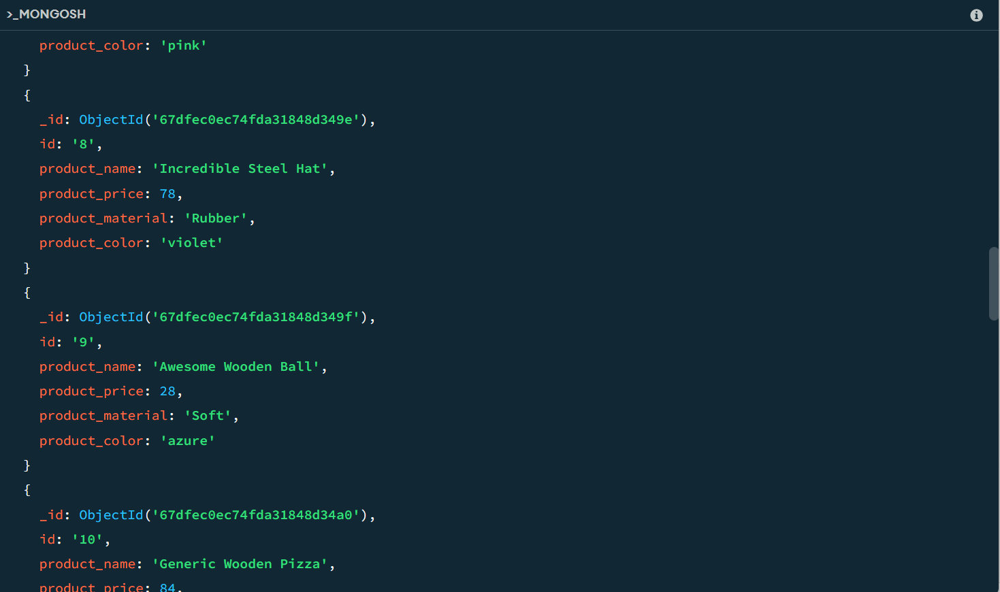 >_MONGOSH
product_color: 'pink'
}
{
_id: ObjectId('67dfec0ec74fda31848d349e'),
id: '8',
product_name: 'Incredible Steel Hat',
product_price: 78,
product_material: 'Rubber',
product_color: 'violet'
}
{
_id: ObjectId('67dfec0ec74fda31848d349f'),
id: '9',
product_name: 'Awesome Wooden Ball',
product_price: 28,
product_material: 'Soft',
product_color: 'azure'
}
{
_id: ObjectId('67dfec0ec74fda31848d34a0'),
id: '10',
product_name: 'Generic Wooden Pizza',
product_price: 84,